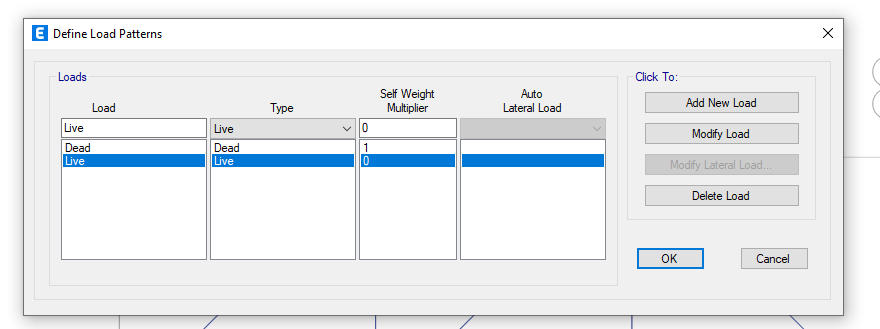 E Define Load Patterns
Loads
Load Type Self Weight Multiplier Auto Lateral Load
Live Live 0
Dead Dead 1
Live Live 0
Click To:
Add New Load
Modify Load
Modify Lateral Load...
Delete Load
OK Cancel